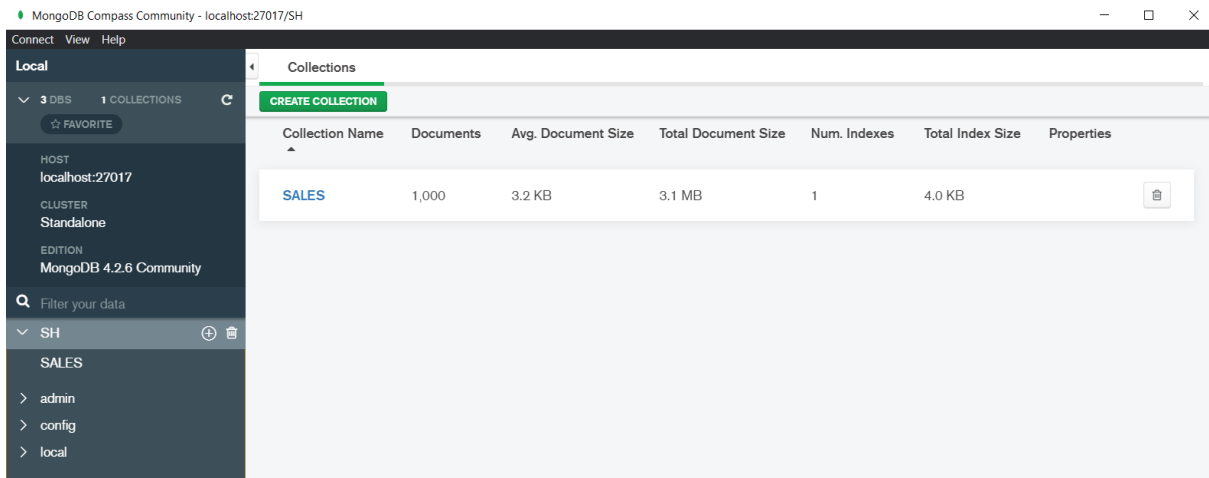 MongoDB Compass Community - localhost:27017/SH
Connect View Help
Local
3 DBS 1 COLLECTIONS
FAVORITE
HOST
localhost:27017
CLUSTER
Standalone
EDITION
MongoDB 4.2.6 Community
Filter your data
SH
SALES
admin
config
local
Collections
CREATE COLLECTION
Collection Name Documents Avg. Document Size Total Document Size Num. Indexes Total Index Size Properties
SALES 1,000 3.2 KB 3.1 MB 1 4.0 KB